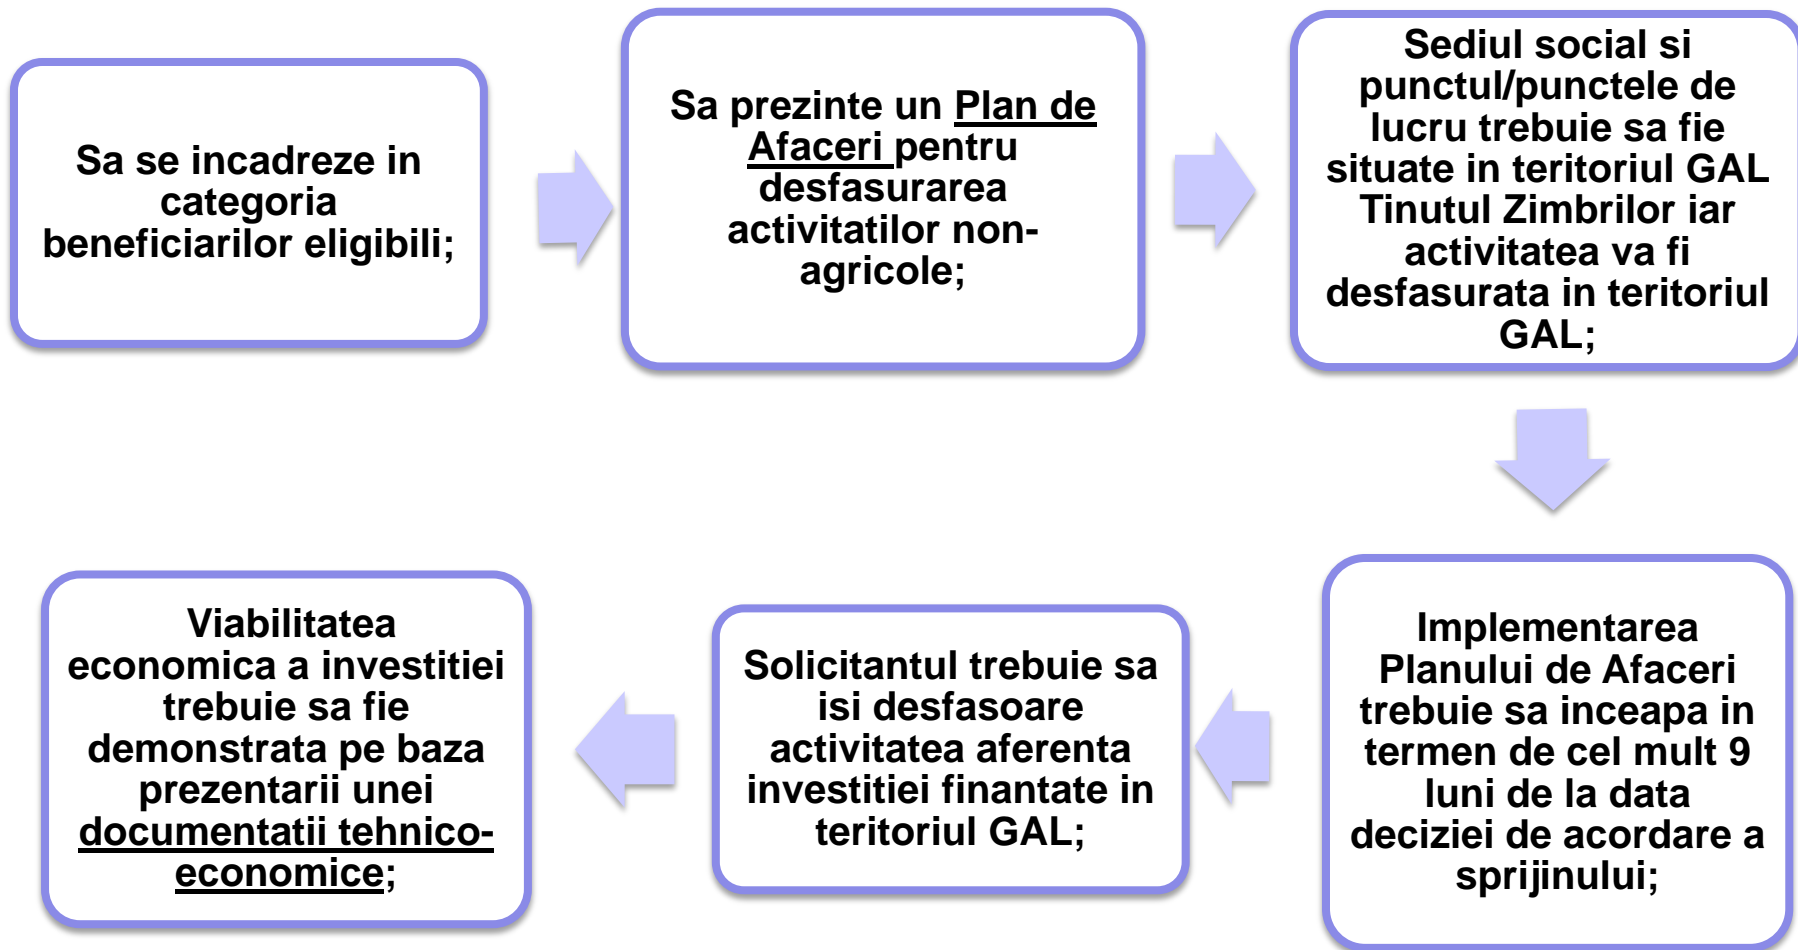 Sa se incadreze in
categoria
beneficiarilor eligibili;
Sa prezinte un Plan de
Afaceri pentru
desfasurarea
activitatilor non-
agricole;
Sediul social si
punctul/punctele de
lucru trebuie sa fie
situate in teritoriul GAL
Tinutul Zimbrilor iar
activitatea va fi
desfasurata in teritoriul
GAL;
Implementarea
Planului de Afaceri
trebuie sa inceapa in
termen de cel mult 9
luni de la data
deciziei de acordare a
sprijinului;
Solicitantul trebuie sa
isi desfasoare
activitatea aferenta
investitiei finantate in
teritoriul GAL;
Viabilitatea
economica a investitiei
trebuie sa fie
demonstrata pe baza
prezentarii unei
documentatii tehnico-
economice;